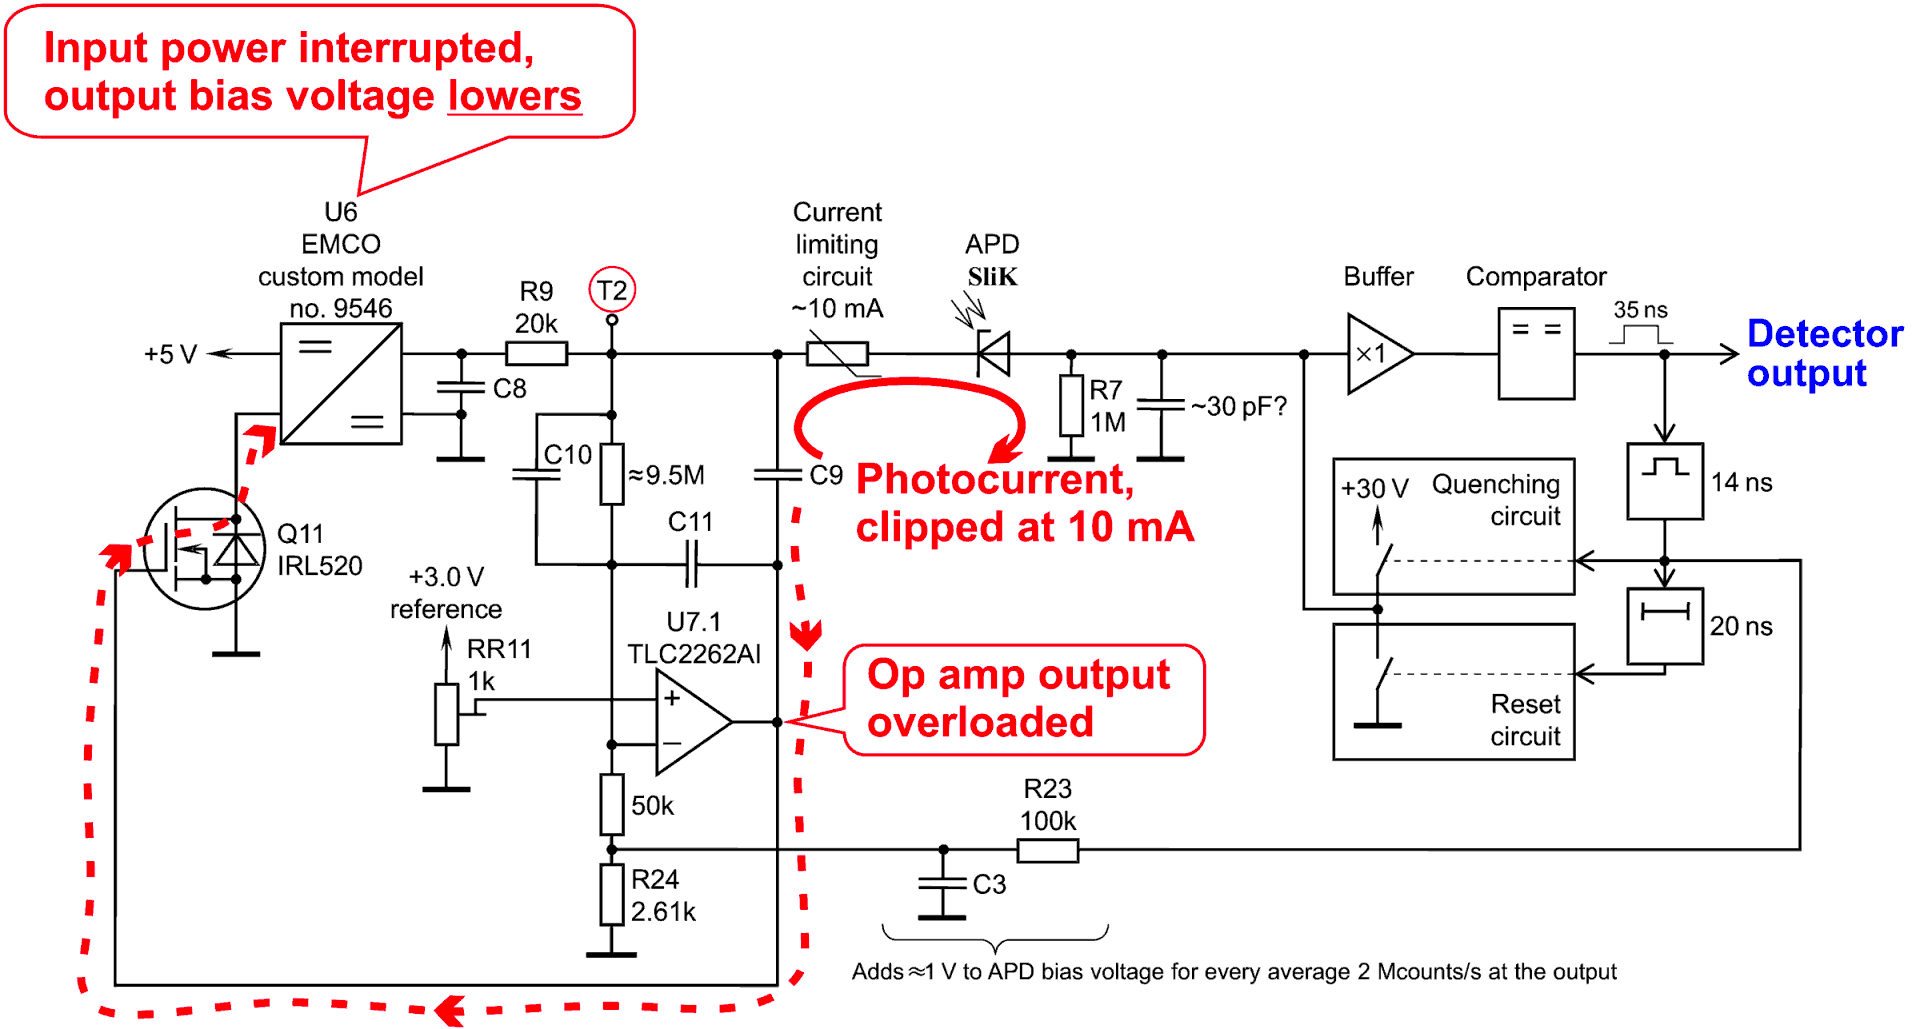 Input power interrupted,
output bias voltage lowers
U6
EMCO
custom model
no. 9546
+5 V
R9
20k
T2
C8
Current
limiting
circuit
~10 mA
APD
SliK
Buffer
×1
Comparator
= =
35 ns
Detector
output
R7
1M
~30 pF?
C10
≈9.5M
C9
Photocurrent,
clipped at 10 mA
C11
Q11
IRL520
+3.0 V
reference
RR11
1k
U7.1
TLC2262AI
+
−
Op amp output
overloaded
+30 V
Quenching
circuit
14 ns
20 ns
Reset
circuit
50k
R23
100k
R24
2.61k
C3
Adds ≈1 V to APD bias voltage for every average 2 Mcounts/s at the output